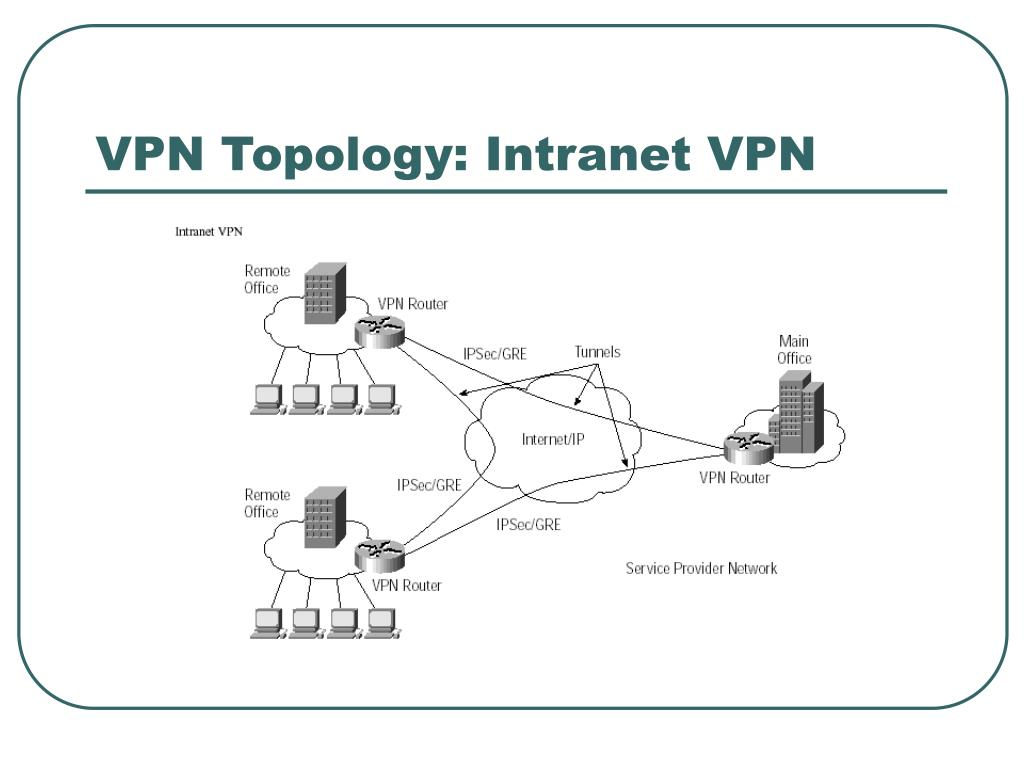 VPN Topology: Intranet VPN
Intranet VPN
Remote
Office
VPN Router
IPSec/GRE
Tunnels
Main
Office
Internet/IP
VPN Router
IPSec/GRE
Remote
Office
IPSec/GRE
VPN Router
Service Provider Network